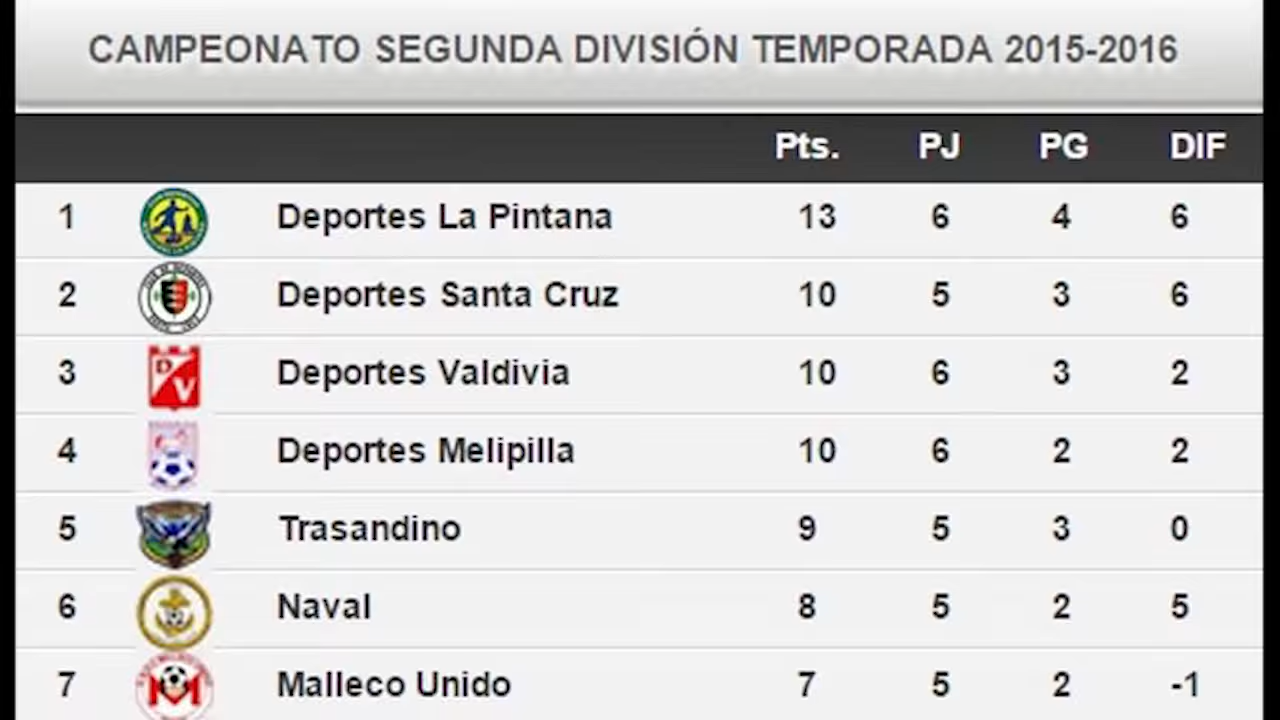 CAMPEONATO SEGUNDA DIVISIÓN TEMPORADA 2015-2016
Pts. PJ PG DIF
1 Deportes La Pintana 13 6 4 6
2 Deportes Santa Cruz 10 5 3 6
3 DV Deportes Valdivia 10 6 3 2
4 Deportes Melipilla 10 6 2 2
5 Trasandino 9 5 3 0
6 Naval 8 5 2 5
7 M Malleco Unido 7 5 2 -1